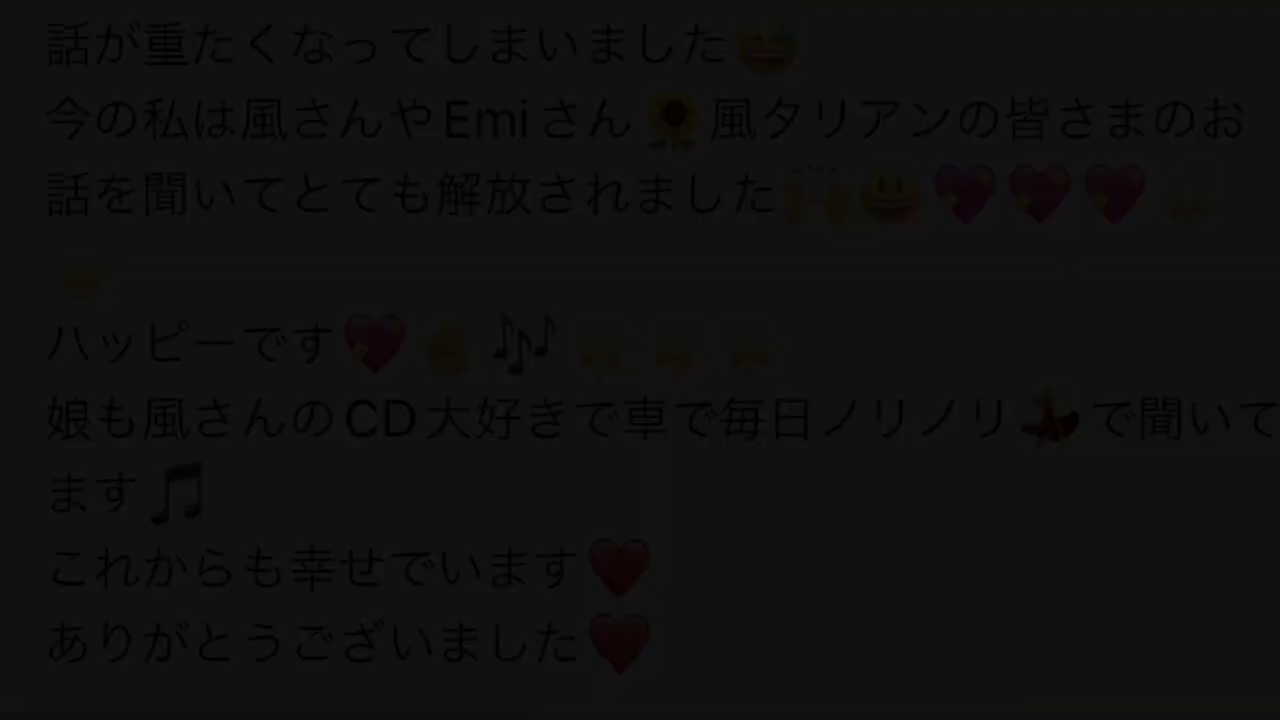 話が重たくなってしまいました😅
今の私は風さんやEmiさん🌻風タリアンの皆さまのお
話を聞いてとても解放されました🙌😃💖💖💖
ハッピーです💖✌🎶
娘も風さんのCD大好きで車で毎日ノリノリ💃で聞いて
ます🎵
これからも幸せでいます❤️
ありがとうございました❤️